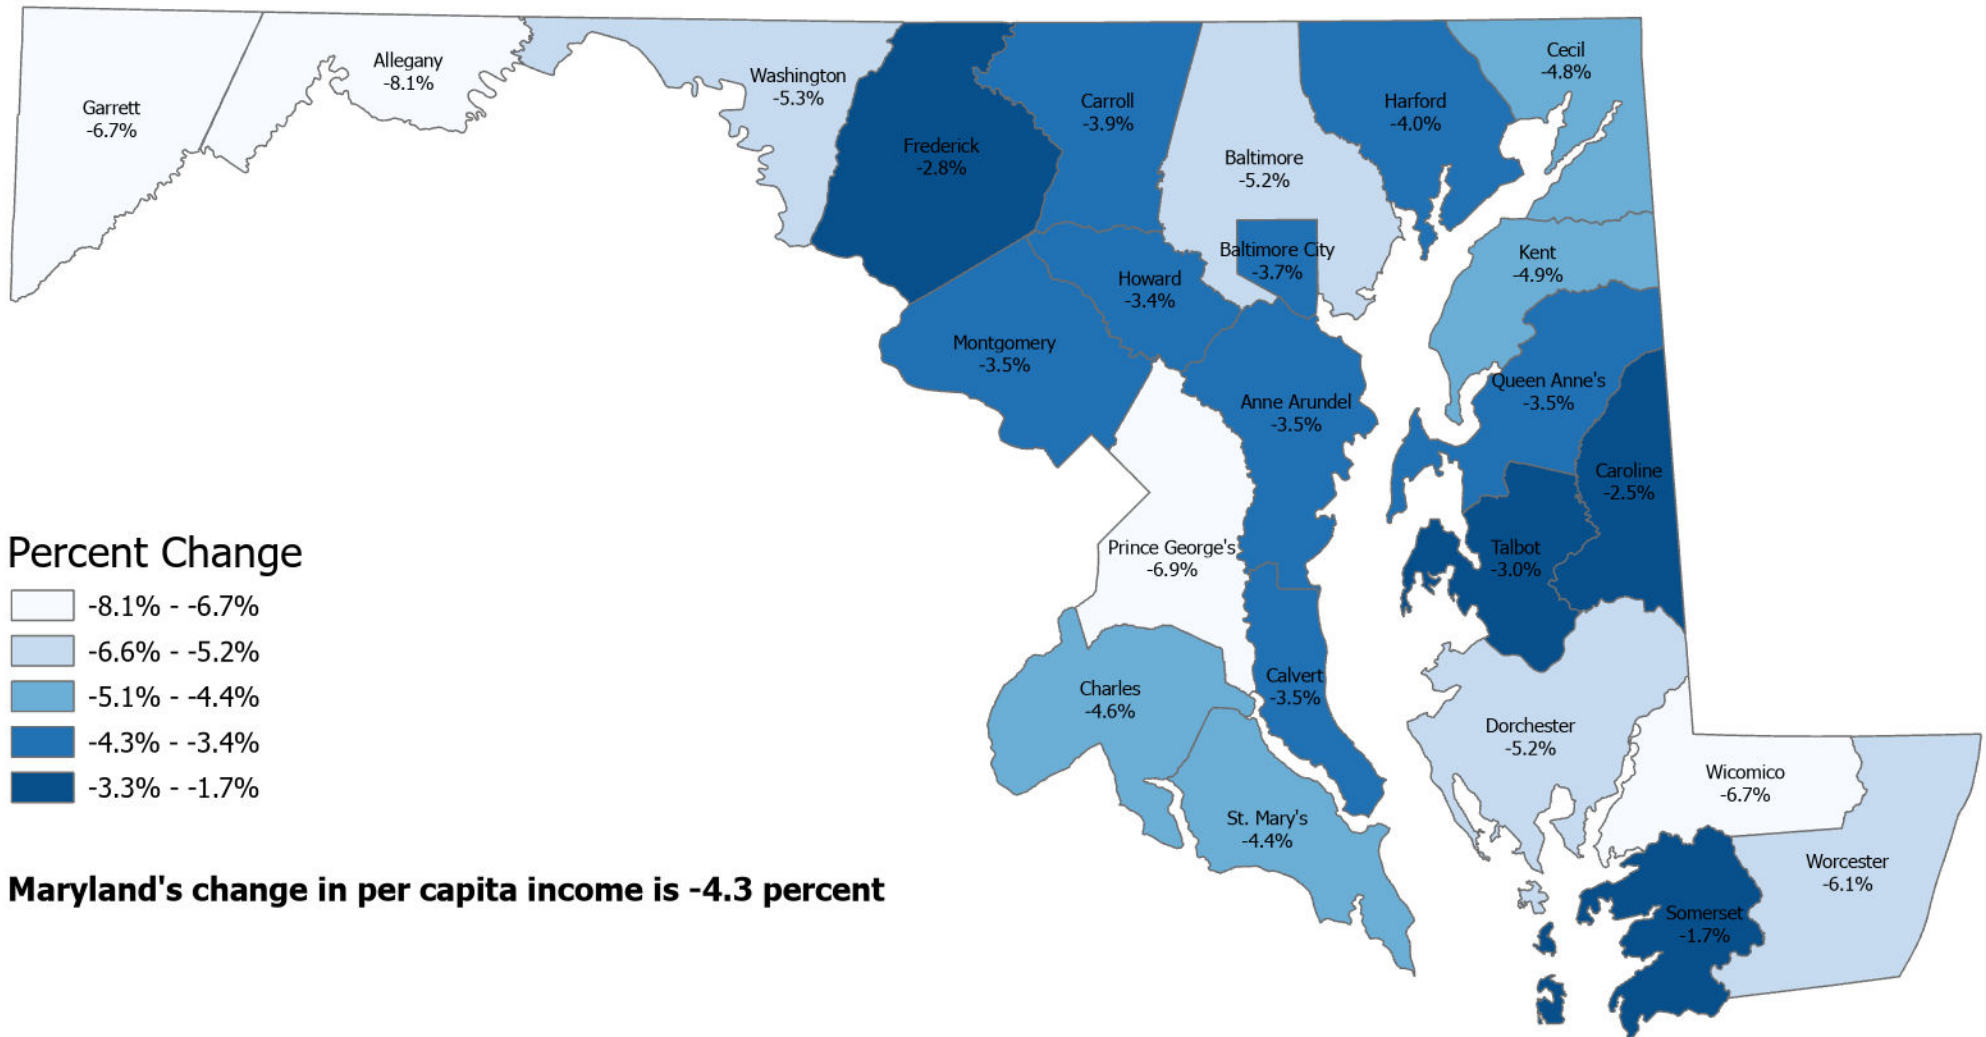 Garrett
-6.7%
Allegany
-8.1%
Washington
-5.3%
Frederick
-2.8%
Carroll
-3.9%
Baltimore
-5.2%
Baltimore City
-3.7%
Harford
-4.0%
Cecil
-4.8%
Kent
-4.9%
Howard
-3.4%
Montgomery
-3.5%
Anne Arundel
-3.5%
Queen Anne's
-3.5%
Caroline
-2.5%
Talbot
-3.0%
Prince George's
-6.9%
Calvert
-3.5%
Charles
-4.6%
St. Mary's
-4.4%
Dorchester
-5.2%
Wicomico
-6.7%
Worcester
-6.1%
Somerset
-1.7%
Percent Change
-8.1% - -6.7%
-6.6% - -5.2%
-5.1% - -4.4%
-4.3% - -3.4%
-3.3% - -1.7%
Maryland's change in per capita income is -4.3 percent